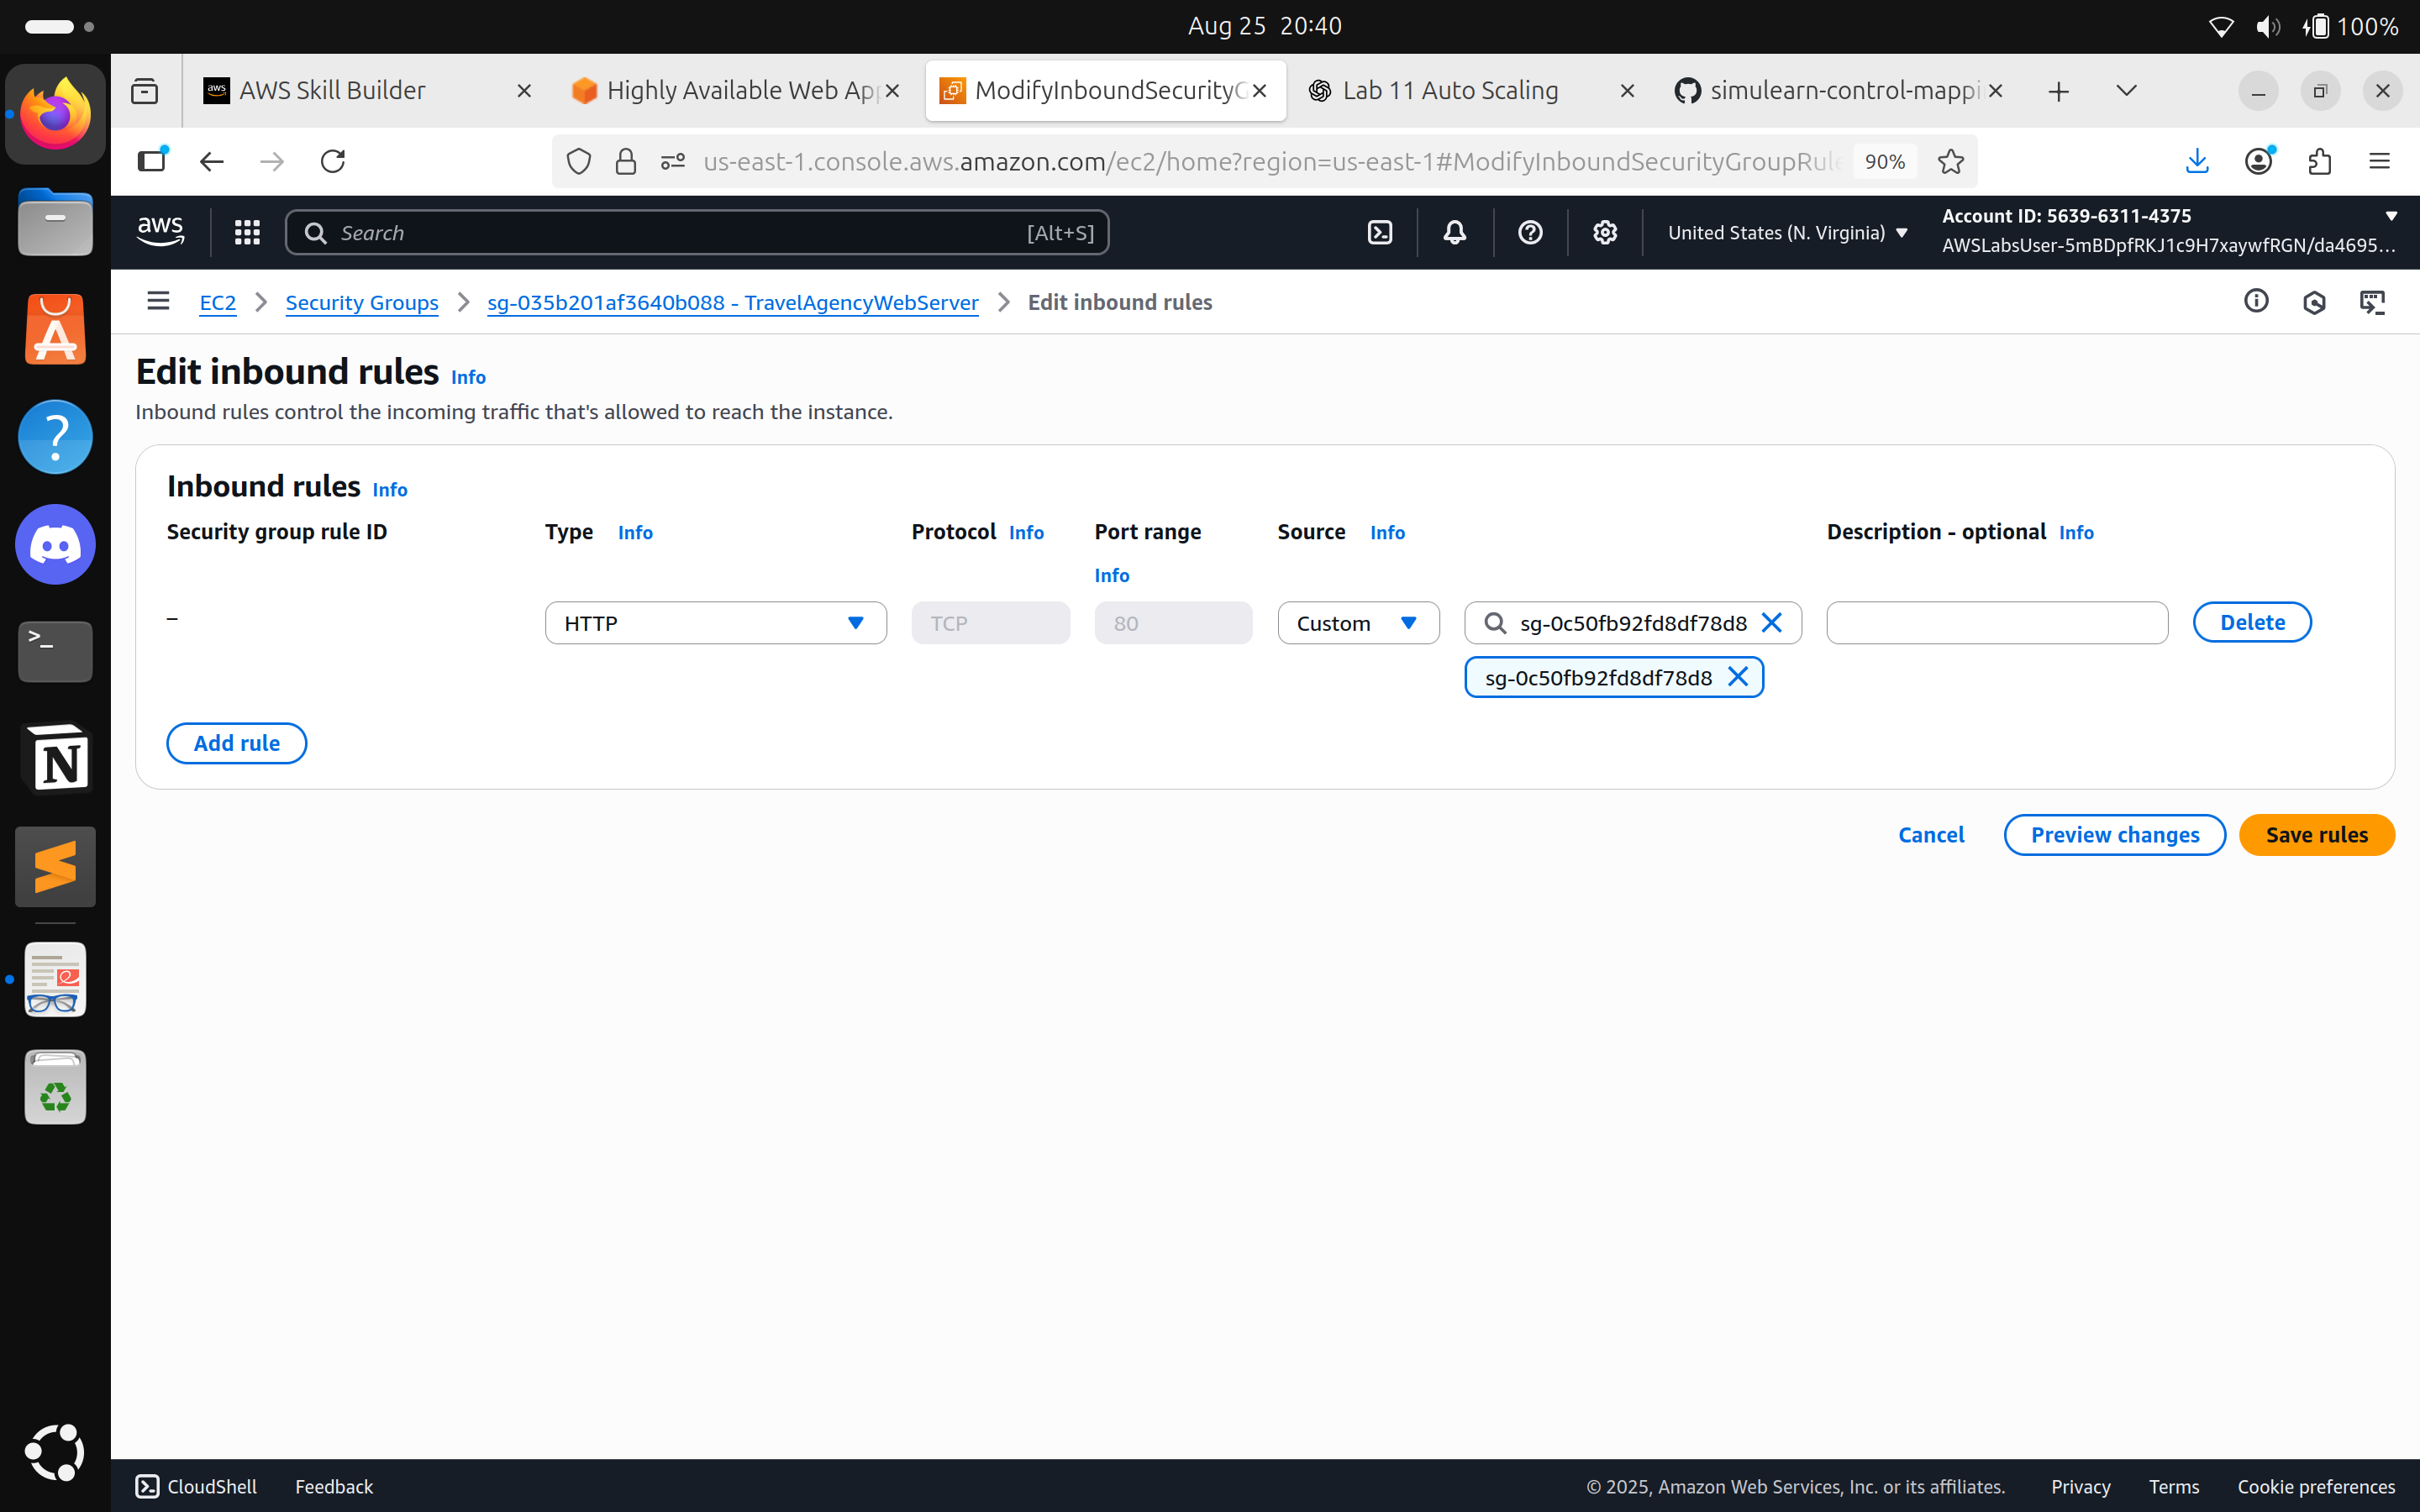 Aug 25 20:40
100%
AWS Skill Builder
Highly Available Web App
ModifyInboundSecurityG
Lab 11 Auto Scaling
simulearn-control-mappi
us-east-1.console.aws.amazon.com/ec2/home?region=us-east-1#ModifyInboundSecurityGroupRule
90%
aws
Search
[Alt+S]
United States (N. Virginia)
Account ID: 5639-6311-4375
AWSLabsUser-5mBDpfRKJ1c9H7xaywfRGN/da4695...
EC2
Security Groups
sg-035b201af3640b088 - TravelAgencyWebServer
Edit inbound rules
Edit inbound rules Info
Inbound rules control the incoming traffic that's allowed to reach the instance.
Inbound rules Info
Security group rule ID
Type Info
Protocol Info
Port range
Info
Source Info
Description - optional Info
–
HTTP
TCP
80
Custom
sg-0c50fb92fd8df78d8
Delete
sg-0c50fb92fd8df78d8
Add rule
Cancel
Preview changes
Save rules
CloudShell
Feedback
© 2025, Amazon Web Services, Inc. or its affiliates.
Privacy
Terms
Cookie preferences